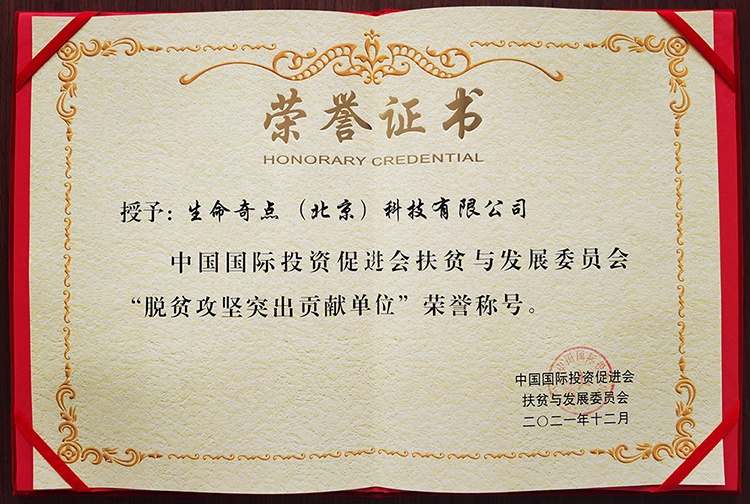 荣誉证书
HONORARY CREDENTIAL
授予：生命奇点（北京）科技有限公司
中国国际投资促进会扶贫与发展委员会
“脱贫攻坚突出贡献单位”荣誉称号。
中国国际投资促进会
扶贫与发展委员会
二〇二一年十二月